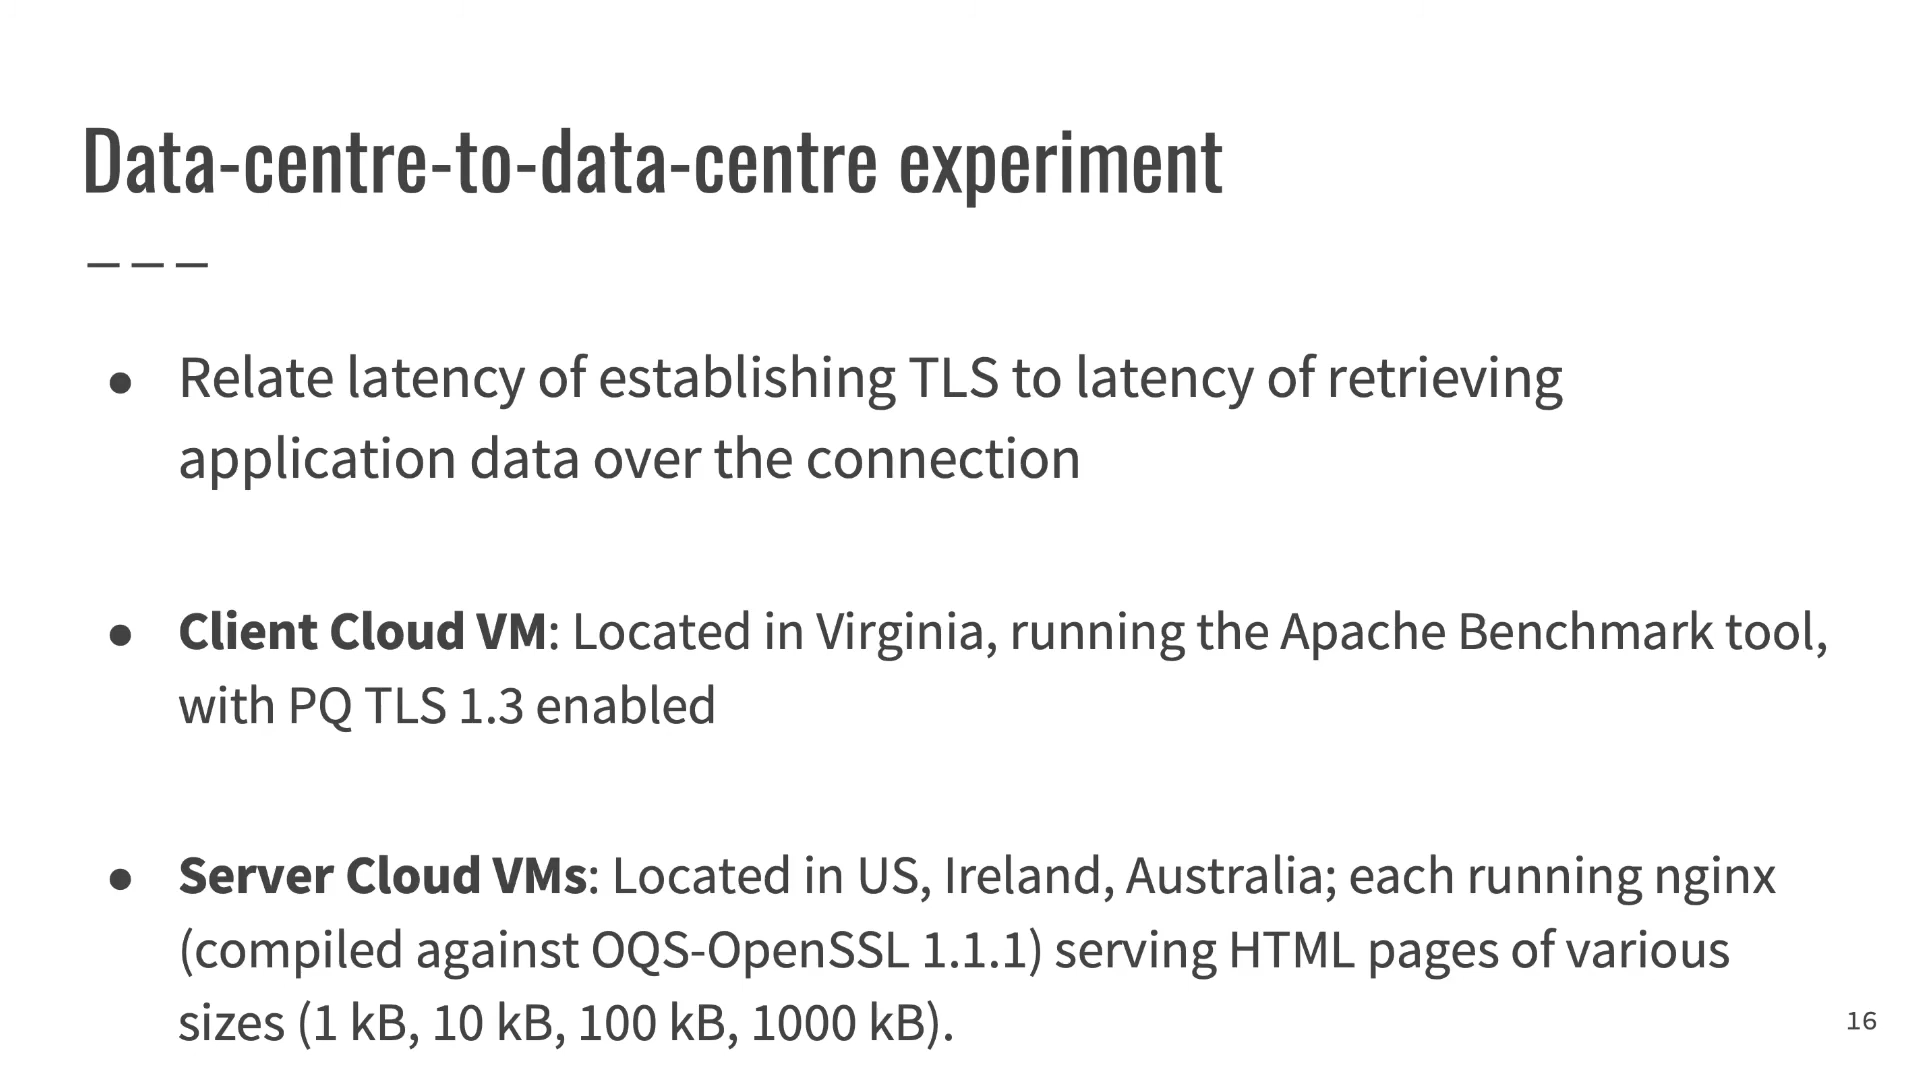 Data-centre-to-data-centre experiment
● Relate latency of establishing TLS to latency of retrieving
application data over the connection
● Client Cloud VM: Located in Virginia, running the Apache Benchmark tool,
with PQ TLS 1.3 enabled
● Server Cloud VMs: Located in US, Ireland, Australia; each running nginx
(compiled against OQS-OpenSSL 1.1.1) serving HTML pages of various
sizes (1 kB, 10 kB, 100 kB, 1000 kB).
16